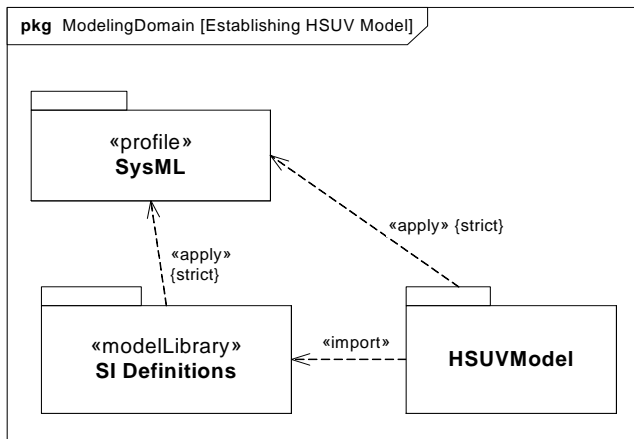 pkg ModelingDomain [Establishing HSUV Model]
«profile»
SysML
«apply» {strict}
«apply»
{strict}
«modelLibrary»
SI Definitions
«import»
HSUVModel